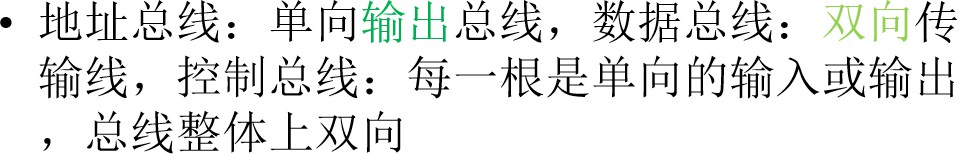 • 地址总线：单向输出总线，数据总线：双向传
输线，控制总线：每一根是单向的输入或输出
，总线整体上双向